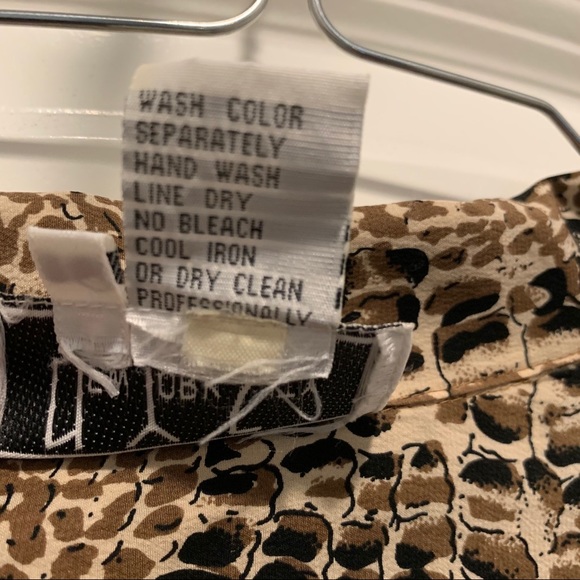 WASH COLOR
SEPARATELY
HAND WASH
LINE DRY
NO BLEACH
COOL IRON
OR DRY CLEAN
PROFESSIONALLY